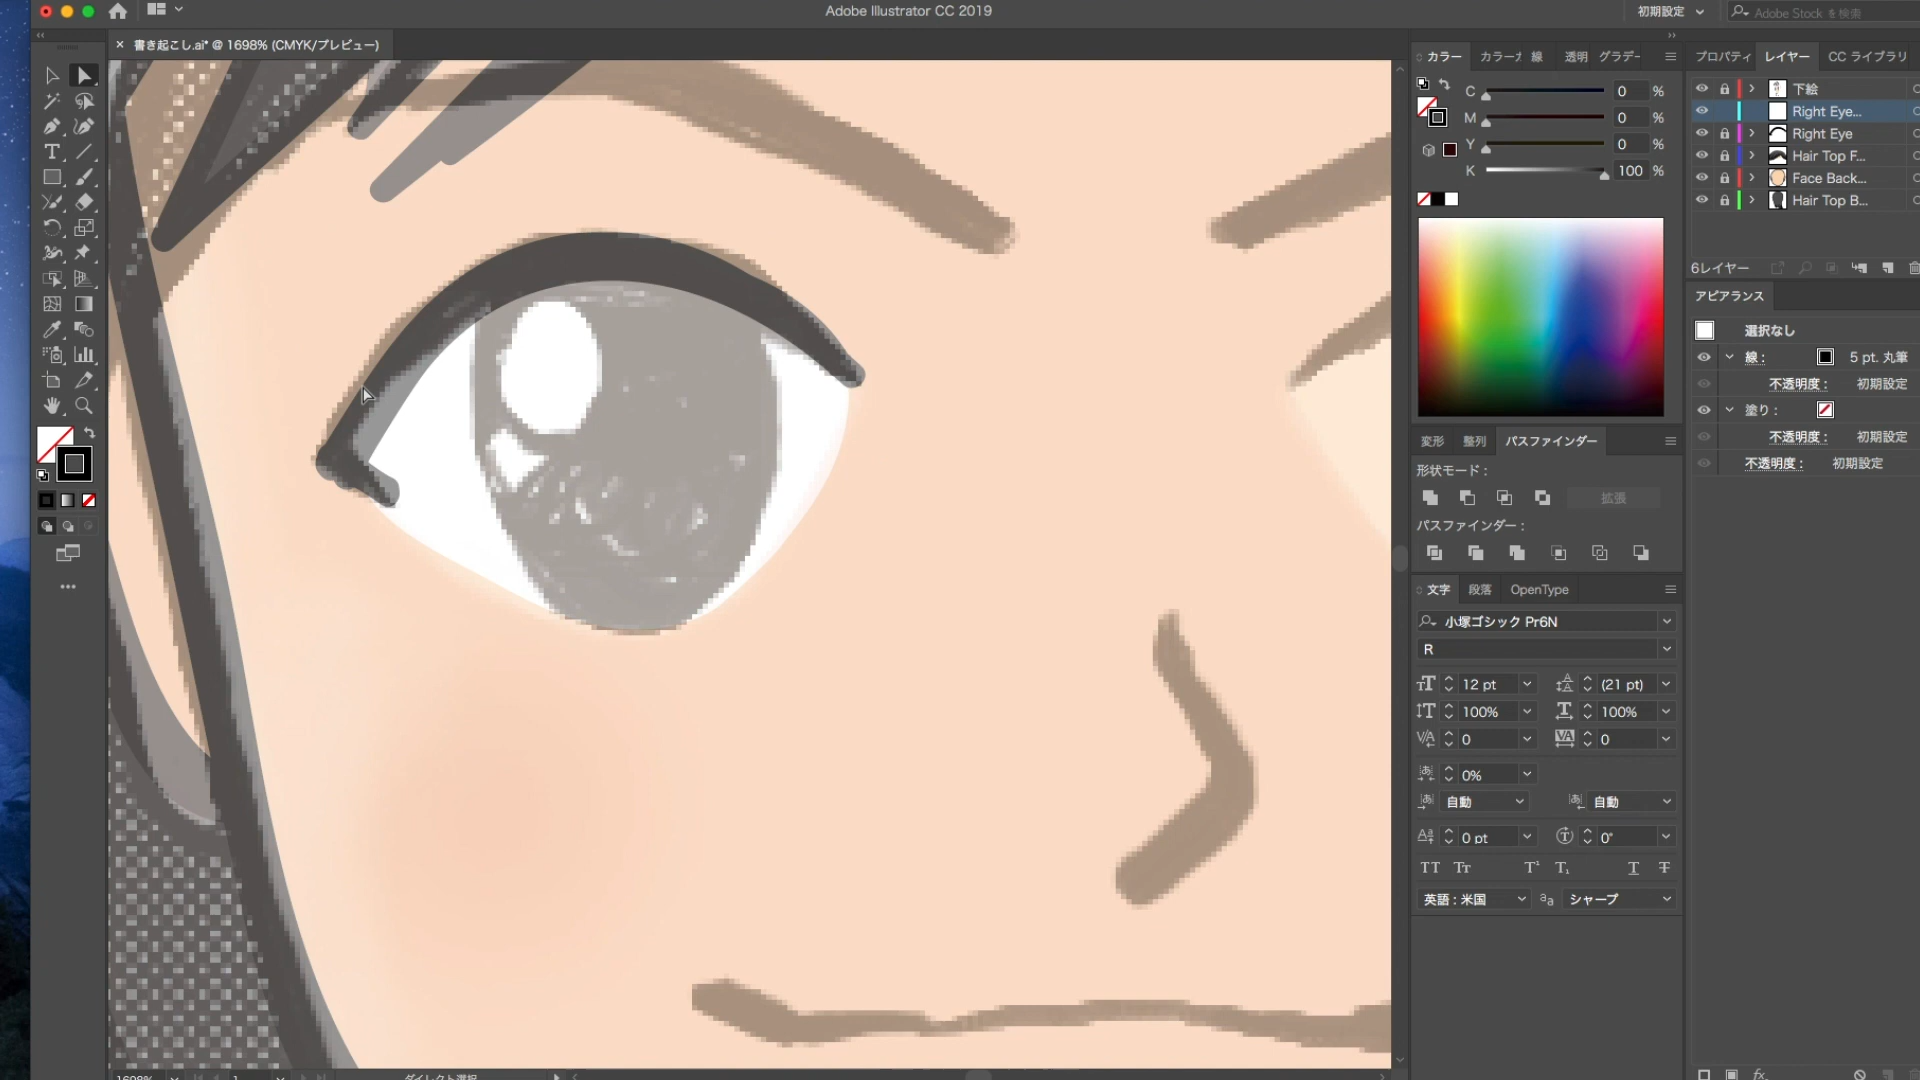 Adobe Illustrator CC 2019
初期設定
Adobe Stock を検索
× 書き起こし.ai* @ 1698% (CMYK/プレビュー)
カラー カラーガ 線 透明 グラデー
プロパティ レイヤー CC ライブラリ
C 0 %
M 0 %
Y 0 %
K 100 %
下絵
Right Eye...
Right Eye
Hair Top F...
Face Back...
Hair Top B...
6レイヤー
アピアランス
選択なし
線 : 5 pt. 丸筆
不透明度 : 初期設定
塗り :
不透明度 : 初期設定
不透明度 : 初期設定
変形 整列 パスファインダー
形状モード :
拡張
パスファインダー :
文字 段落 OpenType
小塚ゴシック Pr6N
R
12 pt (21 pt)
100% 100%
0 0
0%
自動 自動
0 pt 0°
英語 : 米国 シャープ
1698% 1 ダイレクト選択